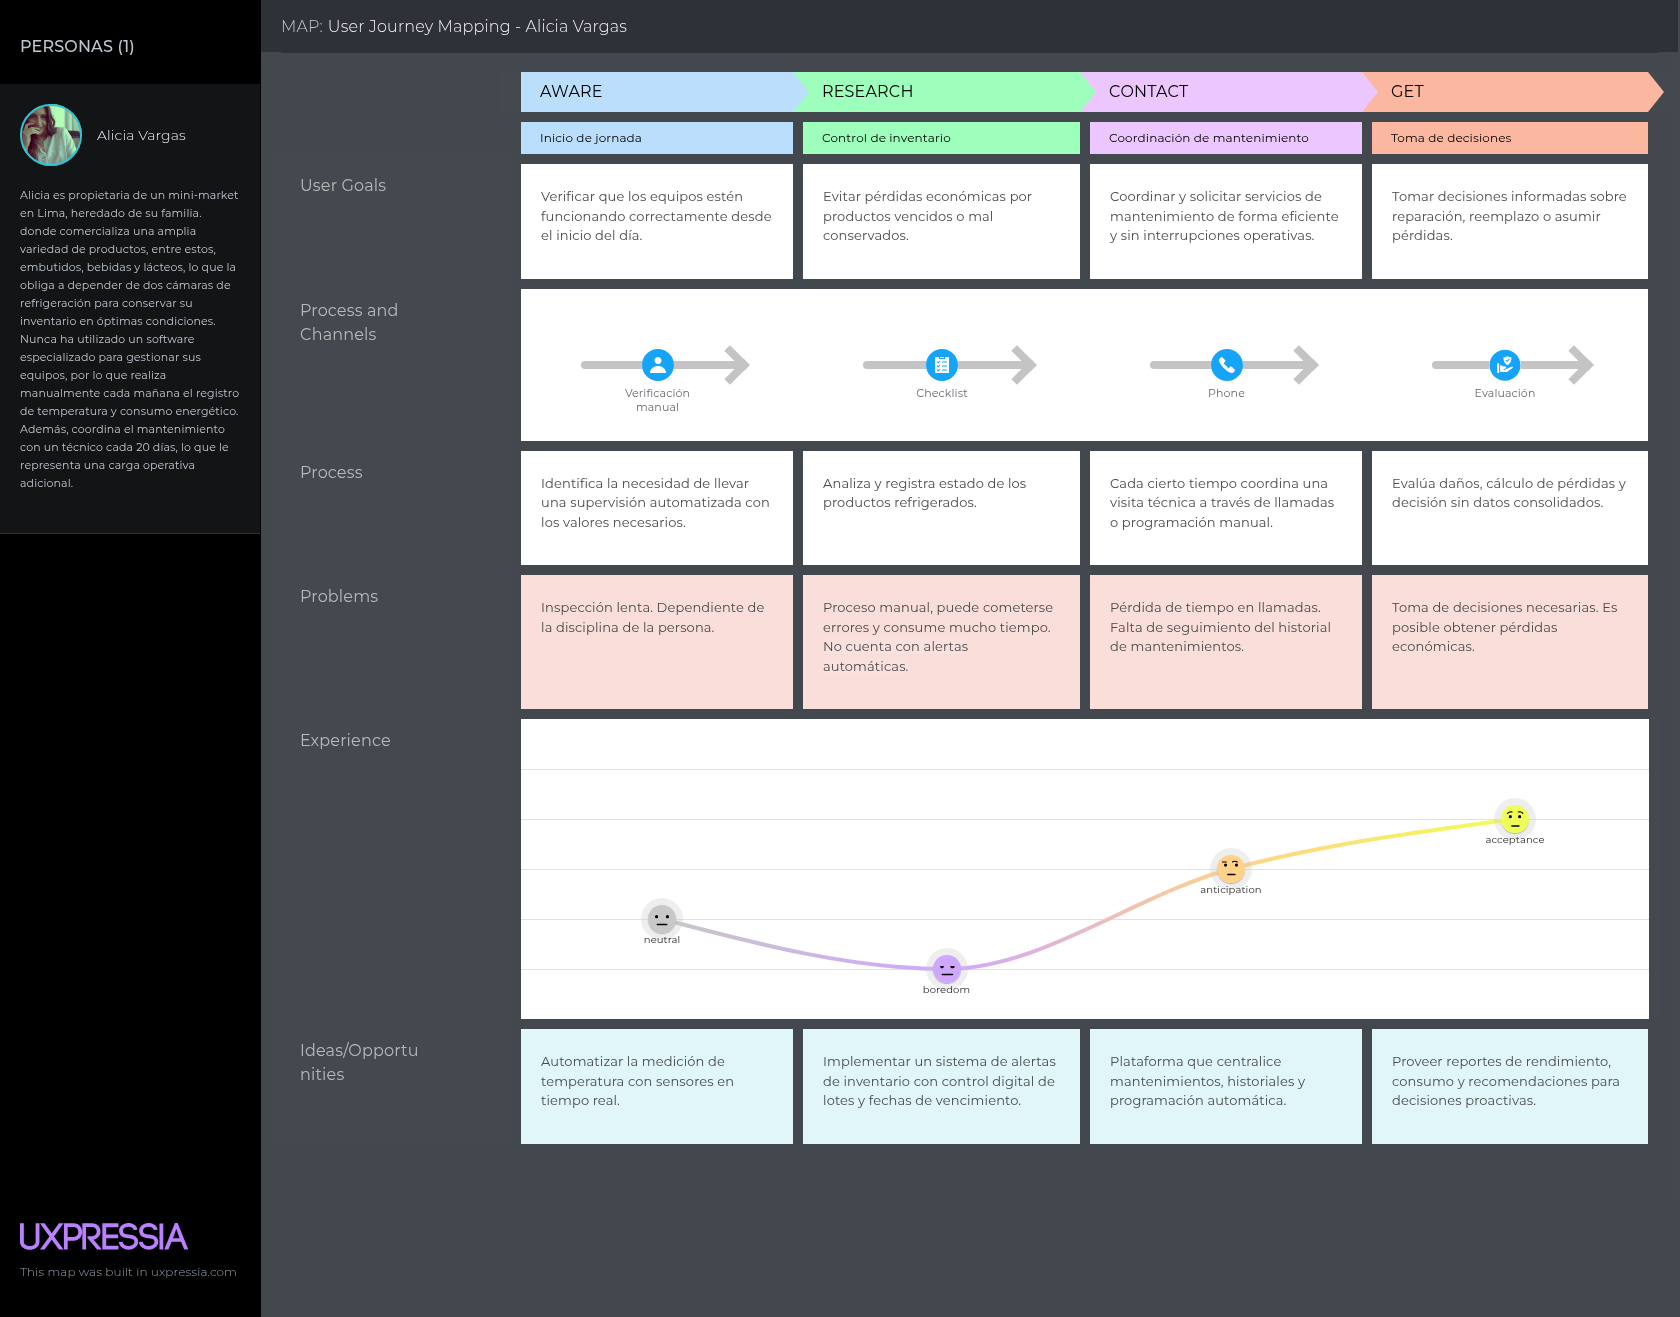 PERSONAS (1)
Alicia Vargas
Alicia es propietaria de un mini-market
en Lima, heredado de su familia.
donde comercializa una amplia
variedad de productos, entre estos,
embutidos, bebidas y lácteos, lo que la
obliga a depender de dos cámaras de
refrigeración para conservar su
inventario en óptimas condiciones.
Nunca ha utilizado un software
especializado para gestionar sus
equipos, por lo que realiza
manualmente cada mañana el registro
de temperatura y consumo energético.
Además, coordina el mantenimiento
con un técnico cada 20 días, lo que le
representa una carga operativa
adicional.
UXPRESSIA
This map was built in uxpressia.com
MAP: User Journey Mapping - Alicia Vargas
AWARE
RESEARCH
CONTACT
GET
Inicio de jornada
Control de inventario
Coordinación de mantenimiento
Toma de decisiones
User Goals
Verificar que los equipos estén
funcionando correctamente desde
el inicio del día.
Evitar pérdidas económicas por
productos vencidos o mal
conservados.
Coordinar y solicitar servicios de
mantenimiento de forma eficiente
y sin interrupciones operativas.
Tomar decisiones informadas sobre
reparación, reemplazo o asumir
pérdidas.
Process and
Channels
Verificación
manual
Checklist
Phone
Evaluación
Process
Identifica la necesidad de llevar
una supervisión automatizada con
los valores necesarios.
Analiza y registra estado de los
productos refrigerados.
Cada cierto tiempo coordina una
visita técnica a través de llamadas
o programación manual.
Evalúa daños, cálculo de pérdidas y
decisión sin datos consolidados.
Problems
Inspección lenta. Dependiente de
la disciplina de la persona.
Proceso manual, puede cometerse
errores y consume mucho tiempo.
No cuenta con alertas
automáticas.
Pérdida de tiempo en llamadas.
Falta de seguimiento del historial
de mantenimientos.
Toma de decisiones necesarias. Es
posible obtener pérdidas
económicas.
Experience
neutral
boredom
anticipation
acceptance
Ideas/Opportu
nities
Automatizar la medición de
temperatura con sensores en
tiempo real.
Implementar un sistema de alertas
de inventario con control digital de
lotes y fechas de vencimiento.
Plataforma que centralice
mantenimientos, historiales y
programación automática.
Proveer reportes de rendimiento,
consumo y recomendaciones para
decisiones proactivas.